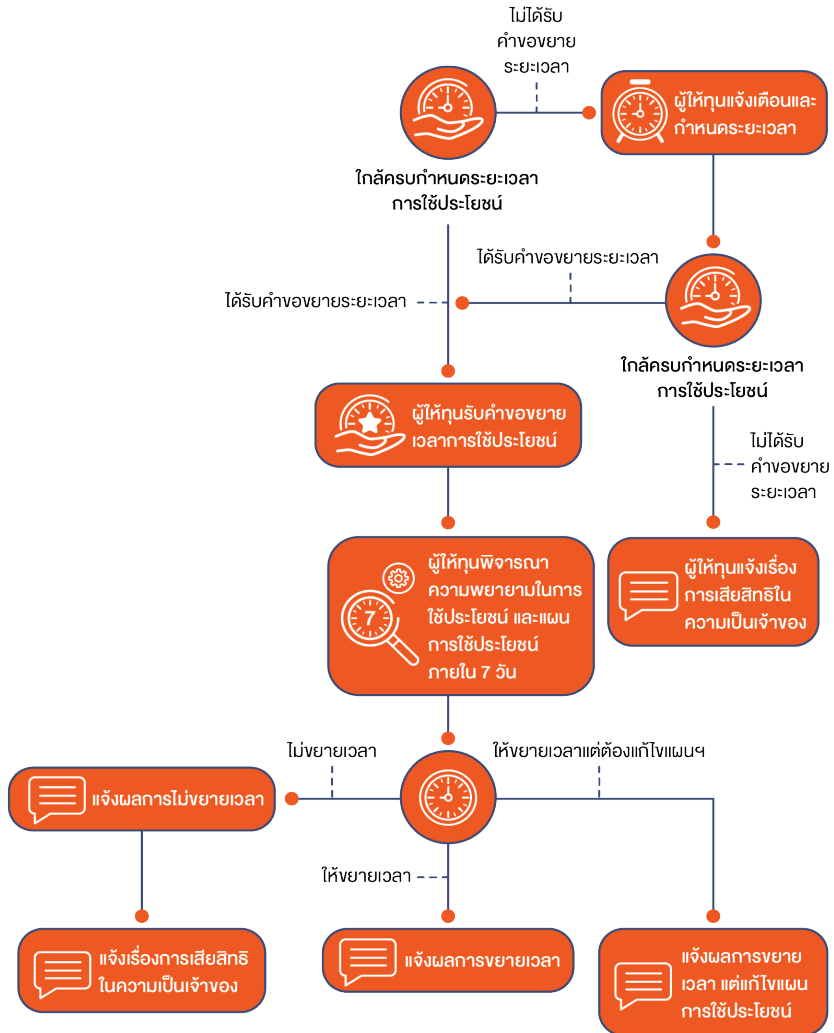 ไม่ได้รับ
คำขอขยาย
ระยะเวลา
ผู้ให้ทุนแจ้งเตือนและ
กำหนดระยะเวลา
ใกล้ครบกำหนดระยะเวลา
การใช้ประโยชน์
ได้รับคำขอขยายระยะเวลา
ได้รับคำขอขยายระยะเวลา
ใกล้ครบกำหนดระยะเวลา
การใช้ประโยชน์
ผู้ให้ทุนรับคำขอขยาย
เวลาการใช้ประโยชน์
ไม่ได้รับ
คำขอขยาย
ระยะเวลา
7
ผู้ให้ทุนพิจารณา
ความพยายามในการ
ใช้ประโยชน์ และแผน
การใช้ประโยชน์
ภายใน 7 วัน
ผู้ให้ทุนแจ้งเรื่อง
การเสียสิทธิใน
ความเป็นเจ้าของ
ไม่ขยายเวลา
ให้ขยายเวลาแต่ต้องแก้ไขแผนฯ
แจ้งผลการไม่ขยายเวลา
ให้ขยายเวลา
แจ้งเรื่องการเสียสิทธิ
ในความเป็นเจ้าของ
แจ้งผลการขยายเวลา
แจ้งผลการขยาย
เวลา แต่แก้ไขแผน
การใช้ประโยชน์